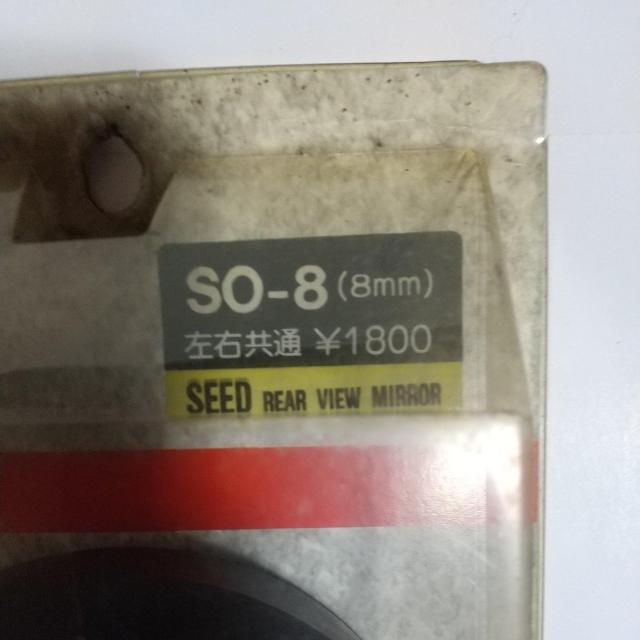 SO-8 (8mm)
左右共通 ¥1800
SEED REAR VIEW MIRROR